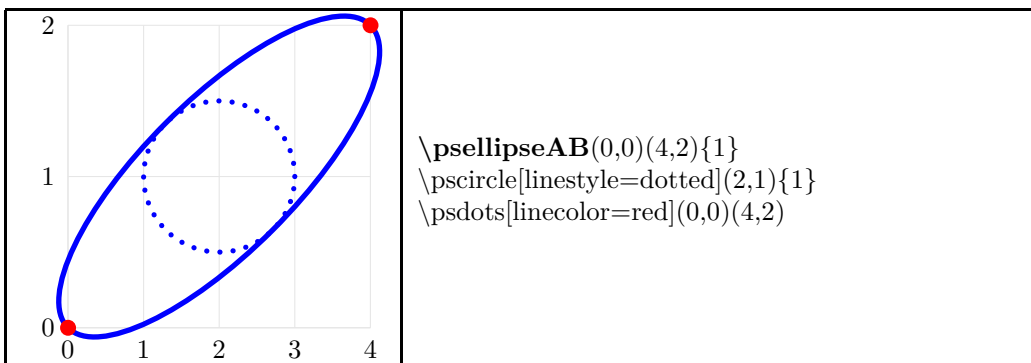 2
1
0
0 1 2 3 4
\psellipseAB(0,0)(4,2){1}
\pscircle[linestyle=dotted](2,1){1}
\psdots[linecolor=red](0,0)(4,2)